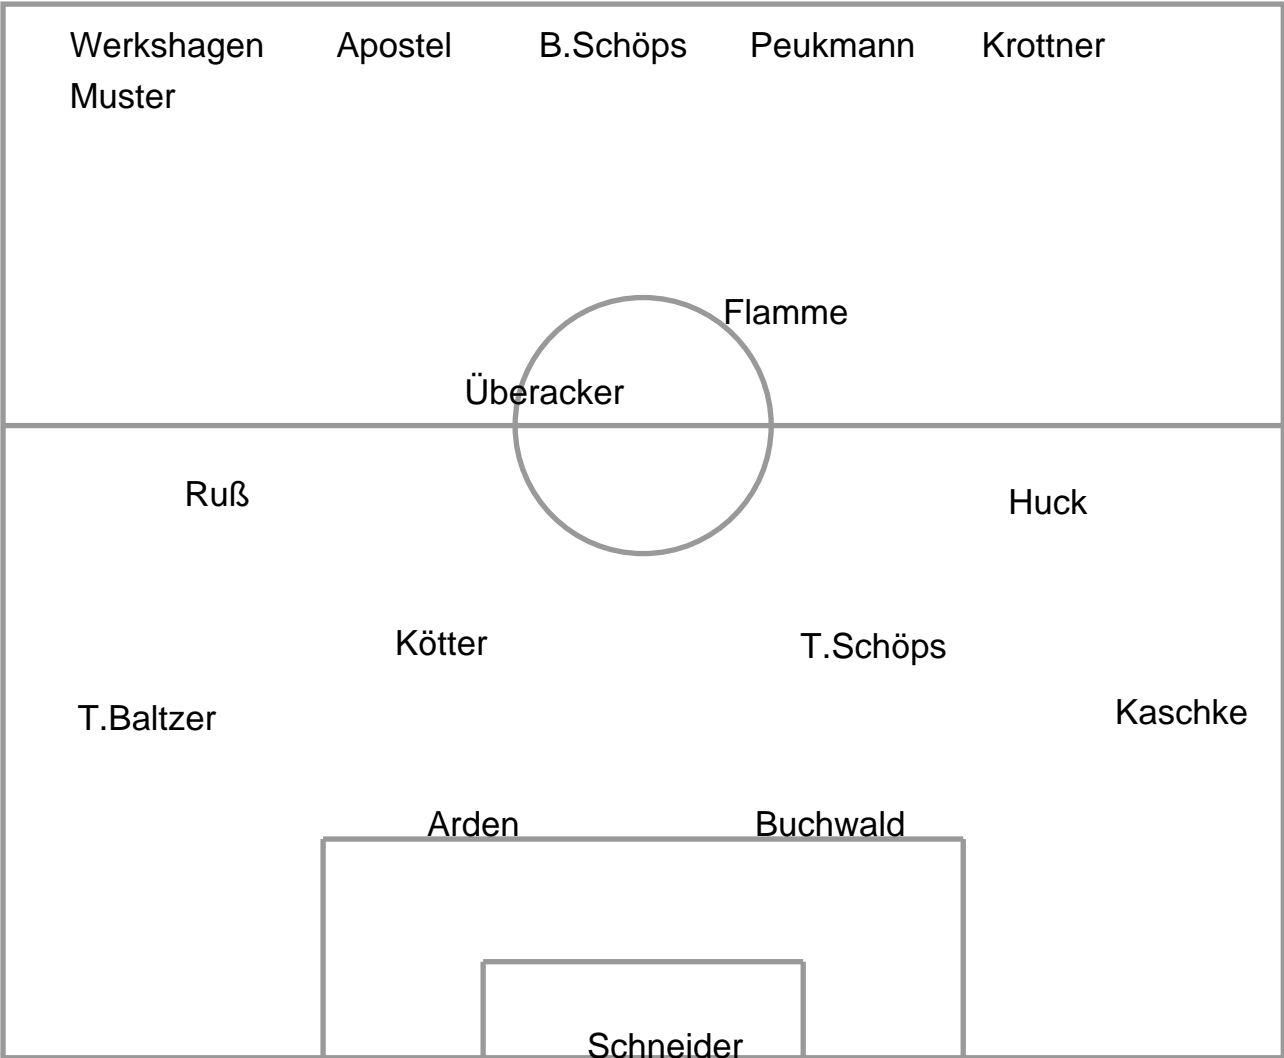 Werkshagen Apostel B.Schöps Peukmann Krottner
Muster
Flamme
Überacker
Ruß Huck
Kötter T.Schöps
T.Baltzer Kaschke
Arden Buchwald
Schneider